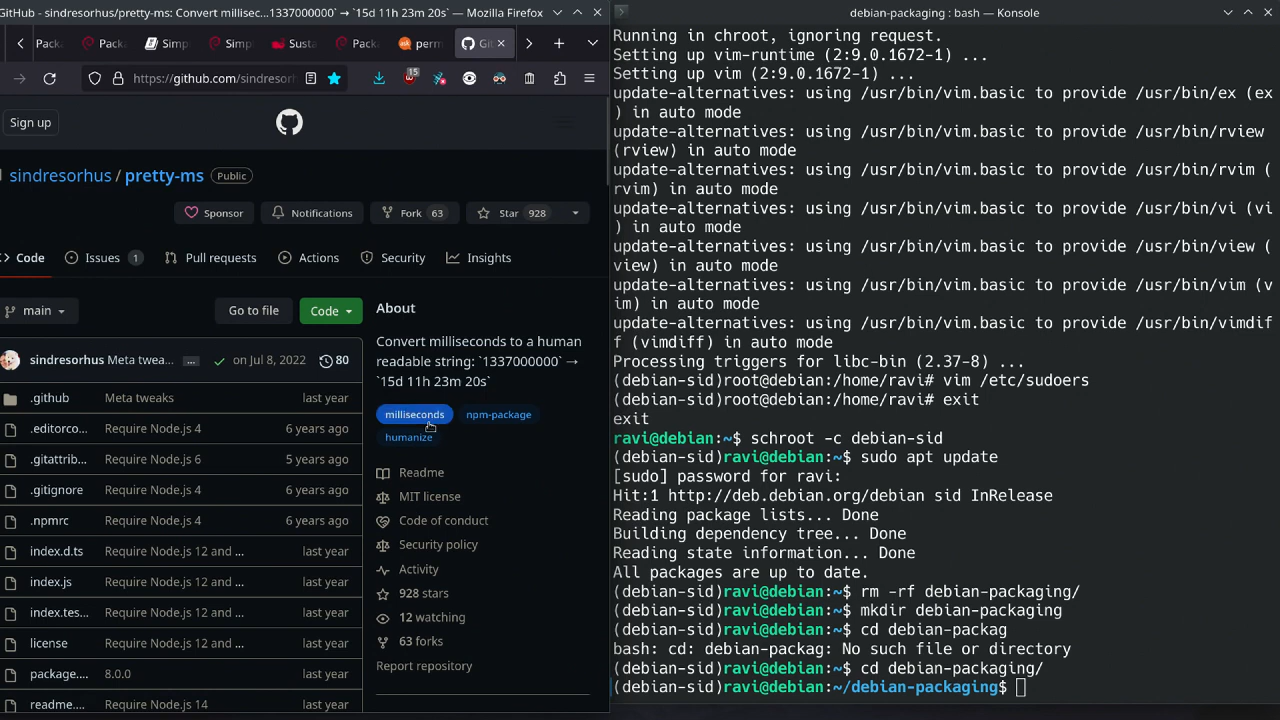 GitHub - sindresorhus/pretty-ms: Convert millisec...1337000000` → `15d 11h 23m 20s` — Mozilla Firefox
Packa
Packa
Simp
Simp
Susta
Packa
perm
Gi
https://github.com/sindresorh
15
Sign up
sindresorhus / pretty-ms Public
Sponsor Notifications Fork 63 Star 928
Code Issues 1 Pull requests Actions Security Insights
main Go to file Code
sindresorhus Meta tweak... ... on Jul 8, 2022 80
.github Meta tweaks last year
.editorco... Require Node.js 4 6 years ago
.gitattrib... Require Node.js 6 5 years ago
.gitignore Require Node.js 4 6 years ago
.npmrc Require Node.js 4 6 years ago
index.d.ts Require Node.js 12 and ... last year
index.js Require Node.js 12 and ... last year
index.tes... Require Node.js 12 and ... last year
license Require Node.js 12 and ... last year
package.... 8.0.0 last year
readme.... Require Node.js 14 last year
About
Convert milliseconds to a human
readable string: `1337000000` →
`15d 11h 23m 20s`
milliseconds npm-package
humanize
Readme
MIT license
Code of conduct
Security policy
Activity
928 stars
12 watching
63 forks
Report repository
debian-packaging : bash — Konsole
Running in chroot, ignoring request.
Setting up vim-runtime (2:9.0.1672-1) ...
Setting up vim (2:9.0.1672-1) ...
update-alternatives: using /usr/bin/vim.basic to provide /usr/bin/ex (ex
) in auto mode
update-alternatives: using /usr/bin/vim.basic to provide /usr/bin/rview
(rview) in auto mode
update-alternatives: using /usr/bin/vim.basic to provide /usr/bin/rvim (
rvim) in auto mode
update-alternatives: using /usr/bin/vim.basic to provide /usr/bin/vi (vi
) in auto mode
update-alternatives: using /usr/bin/vim.basic to provide /usr/bin/view (
view) in auto mode
update-alternatives: using /usr/bin/vim.basic to provide /usr/bin/vim (v
im) in auto mode
update-alternatives: using /usr/bin/vim.basic to provide /usr/bin/vimdif
f (vimdiff) in auto mode
Processing triggers for libc-bin (2.37-8) ...
(debian-sid)root@debian:/home/ravi# vim /etc/sudoers
(debian-sid)root@debian:/home/ravi# exit
exit
ravi@debian:~$ schroot -c debian-sid
(debian-sid)ravi@debian:~$ sudo apt update
[sudo] password for ravi:
Hit:1 http://deb.debian.org/debian sid InRelease
Reading package lists... Done
Building dependency tree... Done
Reading state information... Done
All packages are up to date.
(debian-sid)ravi@debian:~$ rm -rf debian-packaging/
(debian-sid)ravi@debian:~$ mkdir debian-packaging
(debian-sid)ravi@debian:~$ cd debian-packag
bash: cd: debian-packag: No such file or directory
(debian-sid)ravi@debian:~$ cd debian-packaging/
(debian-sid)ravi@debian:~/debian-packaging$